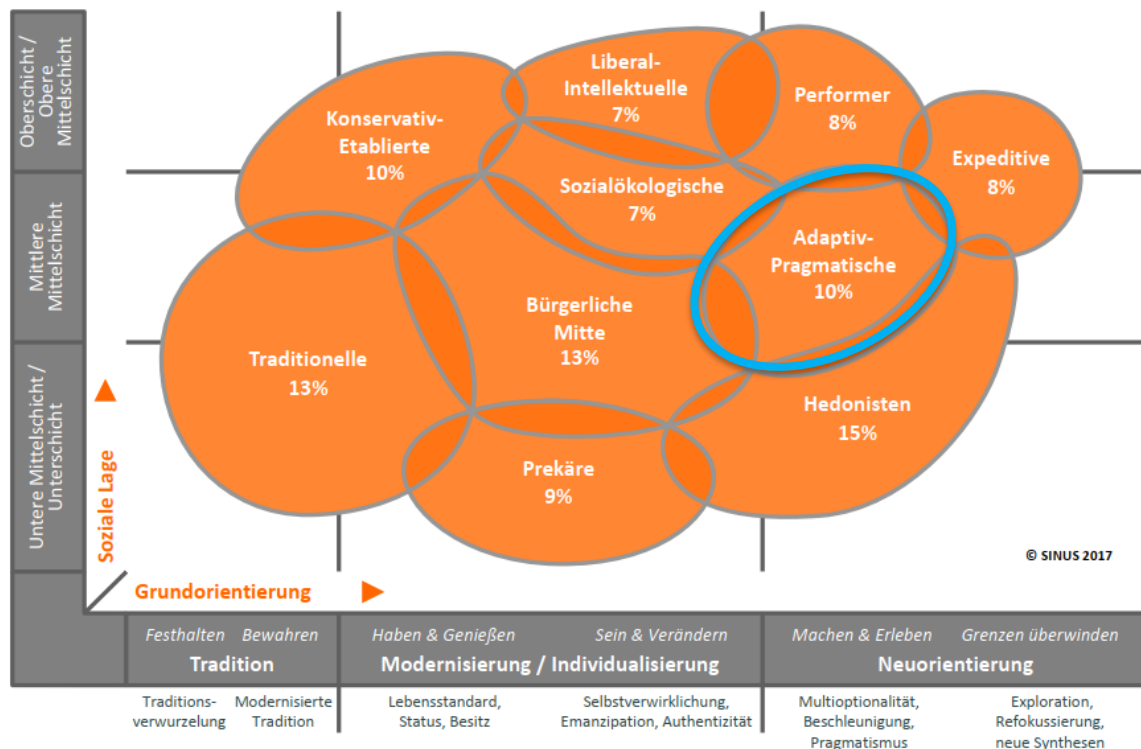 Oberschicht /
Obere
Mittelschicht
Mittlere
Mittelschicht
Untere Mittelschicht /
Unterschicht
Soziale Lage
Konservativ-
Etablierte
10%
Liberal-
Intellektuelle
7%
Performer
8%
Expeditive
8%
Sozialökologische
7%
Adaptiv-
Pragmatische
10%
Traditionelle
13%
Bürgerliche
Mitte
13%
Hedonisten
15%
Prekäre
9%
© SINUS 2017
Grundorientierung
Festhalten Bewahren
Tradition
Haben & Genießen Sein & Verändern
Modernisierung / Individualisierung
Machen & Erleben Grenzen überwinden
Neuorientierung
Traditions-
verwurzelung
Modernisierte
Tradition
Lebensstandard,
Status, Besitz
Selbstverwirklichung,
Emanzipation, Authentizität
Multioptionalität,
Beschleunigung,
Pragmatismus
Exploration,
Refokussierung,
neue Synthesen